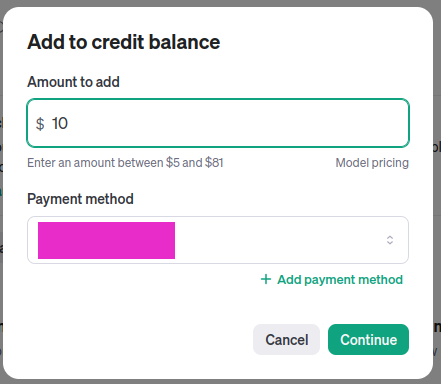 Add to credit balance
Amount to add
$ 10
Enter an amount between $5 and $81 Model pricing
Payment method
+ Add payment method
Cancel Continue